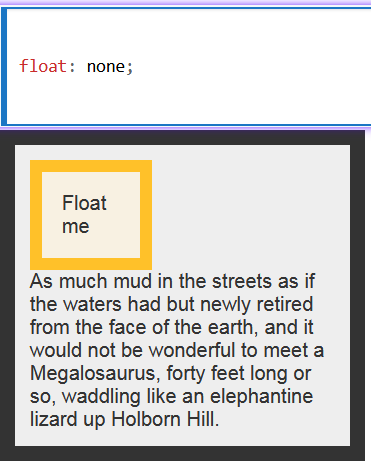 float: none;
Float
me
As much mud in the streets as if
the waters had but newly retired
from the face of the earth, and it
would not be wonderful to meet a
Megalosaurus, forty feet long or
so, waddling like an elephantine
lizard up Holborn Hill.